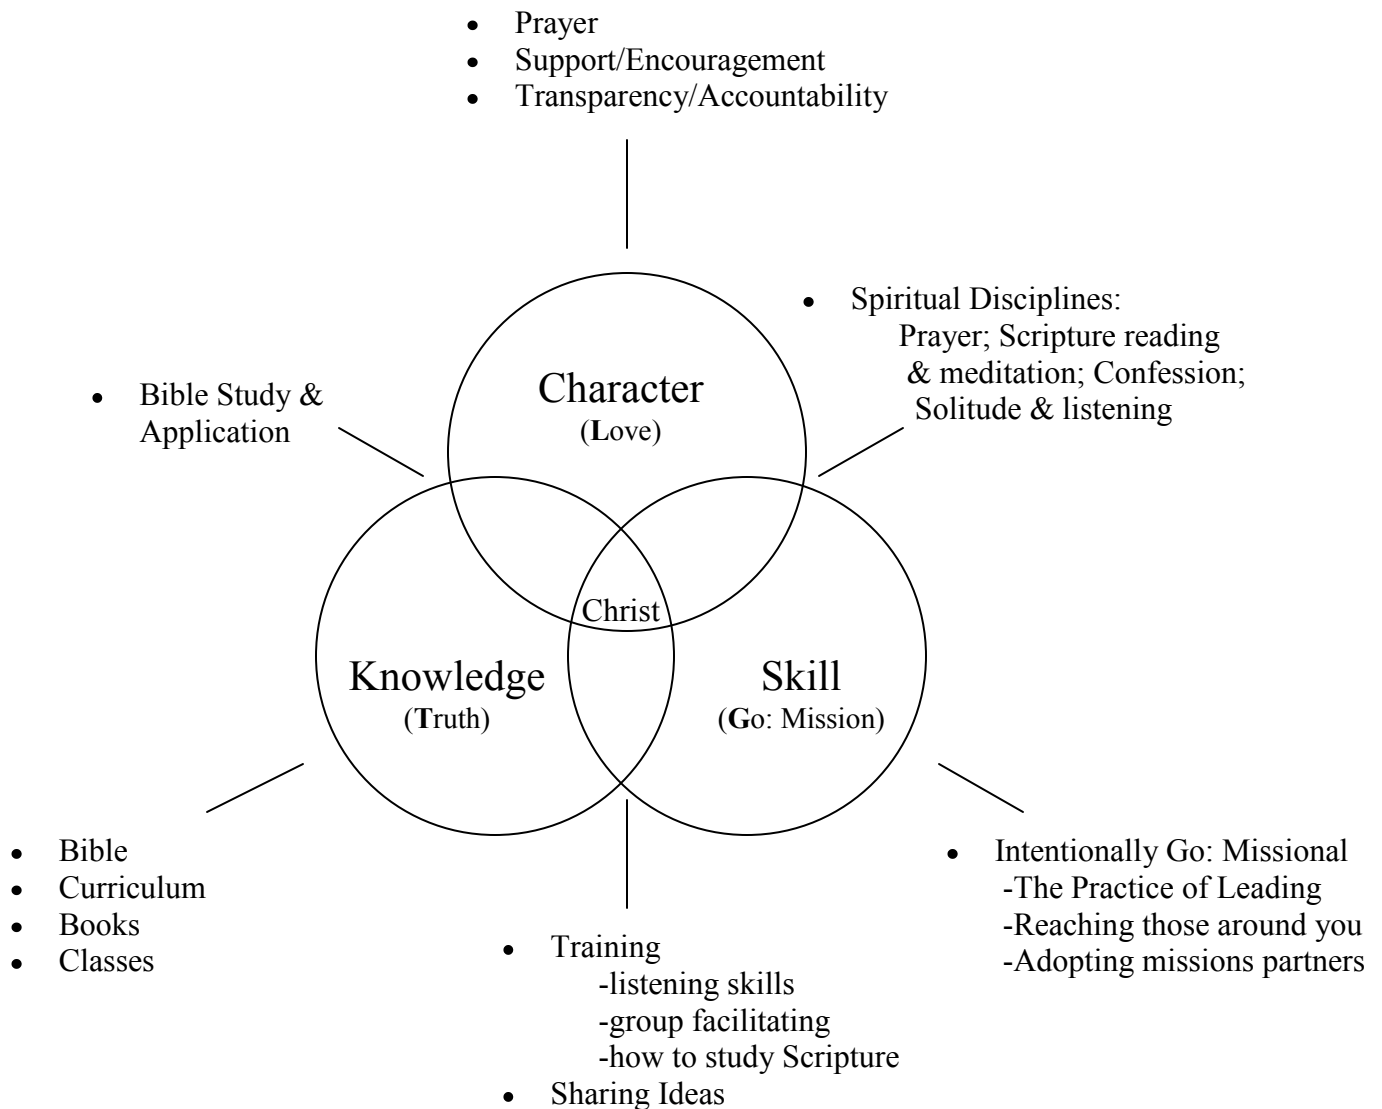 • Prayer
• Support/Encouragement
• Transparency/Accountability
• Spiritual Disciplines:
Prayer; Scripture reading
& meditation; Confession;
Solitude & listening
• Bible Study &
Application
Character
(Love)
Christ
Knowledge
(Truth)
Skill
(Go: Mission)
• Bible
• Curriculum
• Books
• Classes
• Training
-listening skills
-group facilitating
-how to study Scripture
• Sharing Ideas
• Intentionally Go: Missional
-The Practice of Leading
-Reaching those around you
-Adopting missions partners